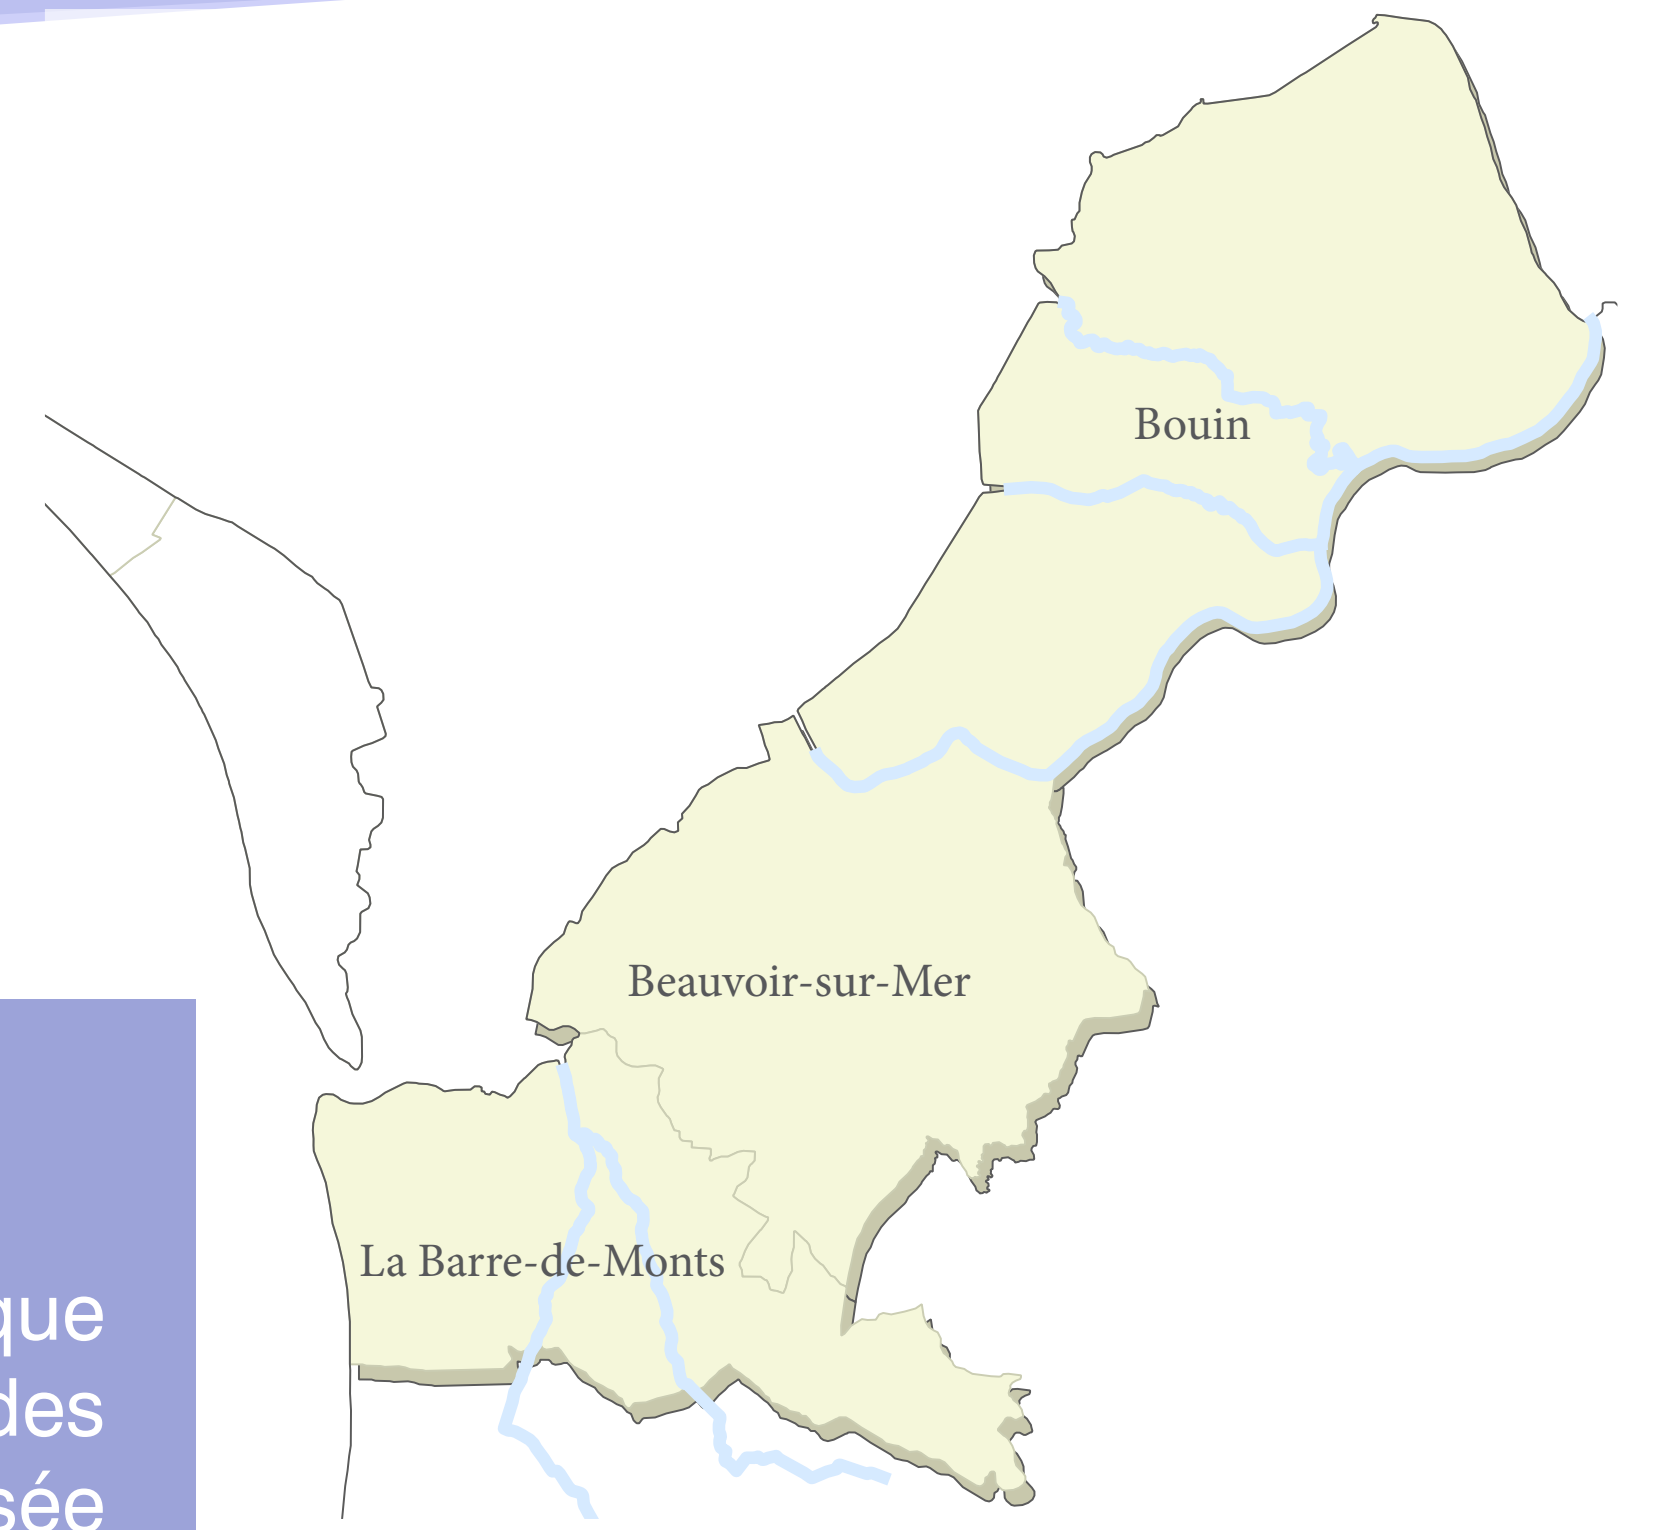 Bouin
Beauvoir-sur-Mer
La Barre-de-Monts
que
des
sée